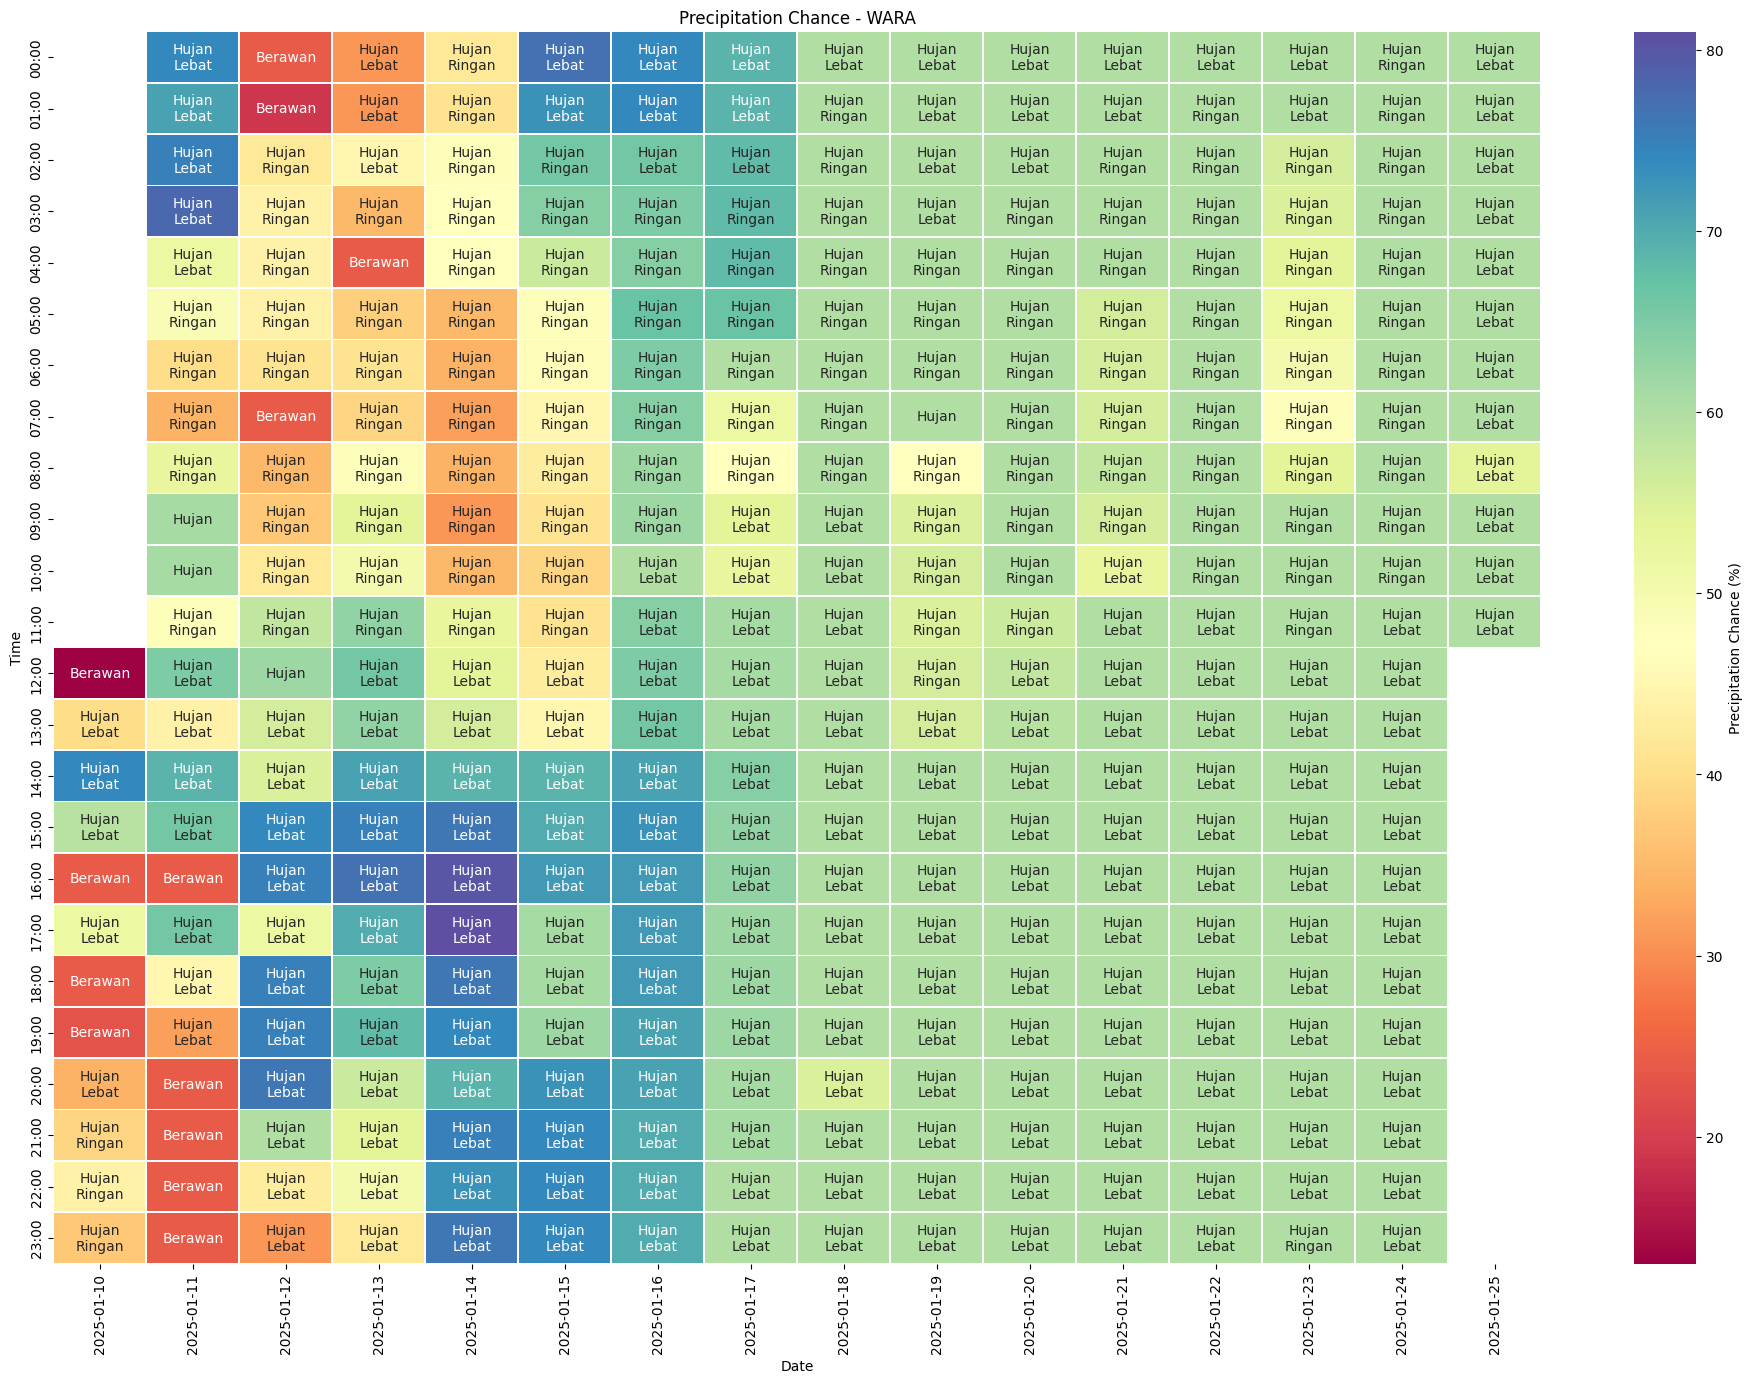 Precipitation Chance - WARA
00:00 Hujan Lebat Berawan Hujan Lebat Hujan Ringan Hujan Lebat Hujan Lebat Hujan Lebat Hujan Lebat Hujan Lebat Hujan Lebat Hujan Lebat Hujan Lebat Hujan Lebat Hujan Ringan Hujan Lebat
01:00 Hujan Lebat Berawan Hujan Lebat Hujan Ringan Hujan Lebat Hujan Lebat Hujan Lebat Hujan Ringan Hujan Lebat Hujan Lebat Hujan Lebat Hujan Ringan Hujan Lebat Hujan Ringan Hujan Lebat
02:00 Hujan Lebat Hujan Ringan Hujan Lebat Hujan Ringan Hujan Ringan Hujan Lebat Hujan Lebat Hujan Ringan Hujan Lebat Hujan Lebat Hujan Ringan Hujan Ringan Hujan Ringan Hujan Ringan Hujan Lebat
03:00 Hujan Lebat Hujan Ringan Hujan Ringan Hujan Ringan Hujan Ringan Hujan Ringan Hujan Ringan Hujan Ringan Hujan Lebat Hujan Ringan Hujan Ringan Hujan Ringan Hujan Ringan Hujan Ringan Hujan Lebat
04:00 Hujan Lebat Hujan Ringan Berawan Hujan Ringan Hujan Ringan Hujan Ringan Hujan Ringan Hujan Ringan Hujan Ringan Hujan Ringan Hujan Ringan Hujan Ringan Hujan Ringan Hujan Ringan Hujan Lebat
05:00 Hujan Ringan Hujan Ringan Hujan Ringan Hujan Ringan Hujan Ringan Hujan Ringan Hujan Ringan Hujan Ringan Hujan Ringan Hujan Ringan Hujan Ringan Hujan Ringan Hujan Ringan Hujan Ringan Hujan Lebat
06:00 Hujan Ringan Hujan Ringan Hujan Ringan Hujan Ringan Hujan Ringan Hujan Ringan Hujan Ringan Hujan Ringan Hujan Ringan Hujan Ringan Hujan Ringan Hujan Ringan Hujan Ringan Hujan Ringan Hujan Lebat
07:00 Hujan Ringan Berawan Hujan Ringan Hujan Ringan Hujan Ringan Hujan Ringan Hujan Ringan Hujan Ringan Hujan Hujan Ringan Hujan Ringan Hujan Ringan Hujan Ringan Hujan Ringan Hujan Lebat
08:00 Hujan Ringan Hujan Ringan Hujan Ringan Hujan Ringan Hujan Ringan Hujan Ringan Hujan Ringan Hujan Ringan Hujan Ringan Hujan Ringan Hujan Ringan Hujan Ringan Hujan Ringan Hujan Ringan Hujan Lebat
09:00 Hujan Hujan Ringan Hujan Ringan Hujan Ringan Hujan Ringan Hujan Ringan Hujan Lebat Hujan Lebat Hujan Ringan Hujan Ringan Hujan Ringan Hujan Ringan Hujan Ringan Hujan Ringan Hujan Lebat
10:00 Hujan Hujan Ringan Hujan Ringan Hujan Ringan Hujan Ringan Hujan Lebat Hujan Lebat Hujan Lebat Hujan Ringan Hujan Ringan Hujan Lebat Hujan Ringan Hujan Ringan Hujan Ringan Hujan Lebat
11:00 Hujan Ringan Hujan Ringan Hujan Ringan Hujan Ringan Hujan Ringan Hujan Lebat Hujan Lebat Hujan Lebat Hujan Ringan Hujan Ringan Hujan Lebat Hujan Lebat Hujan Ringan Hujan Lebat Hujan Lebat
12:00 Berawan Hujan Lebat Hujan Hujan Lebat Hujan Lebat Hujan Lebat Hujan Lebat Hujan Lebat Hujan Lebat Hujan Ringan Hujan Lebat Hujan Lebat Hujan Lebat Hujan Lebat Hujan Lebat
13:00 Hujan Lebat Hujan Lebat Hujan Lebat Hujan Lebat Hujan Lebat Hujan Lebat Hujan Lebat Hujan Lebat Hujan Lebat Hujan Lebat Hujan Lebat Hujan Lebat Hujan Lebat Hujan Lebat Hujan Lebat
14:00 Hujan Lebat Hujan Lebat Hujan Lebat Hujan Lebat Hujan Lebat Hujan Lebat Hujan Lebat Hujan Lebat Hujan Lebat Hujan Lebat Hujan Lebat Hujan Lebat Hujan Lebat Hujan Lebat Hujan Lebat
15:00 Hujan Lebat Hujan Lebat Hujan Lebat Hujan Lebat Hujan Lebat Hujan Lebat Hujan Lebat Hujan Lebat Hujan Lebat Hujan Lebat Hujan Lebat Hujan Lebat Hujan Lebat Hujan Lebat Hujan Lebat
16:00 Berawan Berawan Hujan Lebat Hujan Lebat Hujan Lebat Hujan Lebat Hujan Lebat Hujan Lebat Hujan Lebat Hujan Lebat Hujan Lebat Hujan Lebat Hujan Lebat Hujan Lebat Hujan Lebat
17:00 Hujan Lebat Hujan Lebat Hujan Lebat Hujan Lebat Hujan Lebat Hujan Lebat Hujan Lebat Hujan Lebat Hujan Lebat Hujan Lebat Hujan Lebat Hujan Lebat Hujan Lebat Hujan Lebat Hujan Lebat
18:00 Berawan Hujan Lebat Hujan Lebat Hujan Lebat Hujan Lebat Hujan Lebat Hujan Lebat Hujan Lebat Hujan Lebat Hujan Lebat Hujan Lebat Hujan Lebat Hujan Lebat Hujan Lebat Hujan Lebat
19:00 Berawan Hujan Lebat Hujan Lebat Hujan Lebat Hujan Lebat Hujan Lebat Hujan Lebat Hujan Lebat Hujan Lebat Hujan Lebat Hujan Lebat Hujan Lebat Hujan Lebat Hujan Lebat Hujan Lebat
20:00 Hujan Lebat Berawan Hujan Lebat Hujan Lebat Hujan Lebat Hujan Lebat Hujan Lebat Hujan Lebat Hujan Lebat Hujan Lebat Hujan Lebat Hujan Lebat Hujan Lebat Hujan Lebat Hujan Lebat
21:00 Hujan Ringan Berawan Hujan Lebat Hujan Lebat Hujan Lebat Hujan Lebat Hujan Lebat Hujan Lebat Hujan Lebat Hujan Lebat Hujan Lebat Hujan Lebat Hujan Lebat Hujan Lebat Hujan Lebat
22:00 Hujan Ringan Berawan Hujan Lebat Hujan Lebat Hujan Lebat Hujan Lebat Hujan Lebat Hujan Lebat Hujan Lebat Hujan Lebat Hujan Lebat Hujan Lebat Hujan Lebat Hujan Lebat Hujan Lebat
23:00 Hujan Ringan Berawan Hujan Lebat Hujan Lebat Hujan Lebat Hujan Lebat Hujan Lebat Hujan Lebat Hujan Lebat Hujan Lebat Hujan Lebat Hujan Lebat Hujan Lebat Hujan Ringan Hujan Lebat
Time
2025-01-10 2025-01-11 2025-01-12 2025-01-13 2025-01-14 2025-01-15 2025-01-16 2025-01-17 2025-01-18 2025-01-19 2025-01-20 2025-01-21 2025-01-22 2025-01-23 2025-01-24 2025-01-25
Date
80
70
60
50
40
30
20
Precipitation Chance (%)